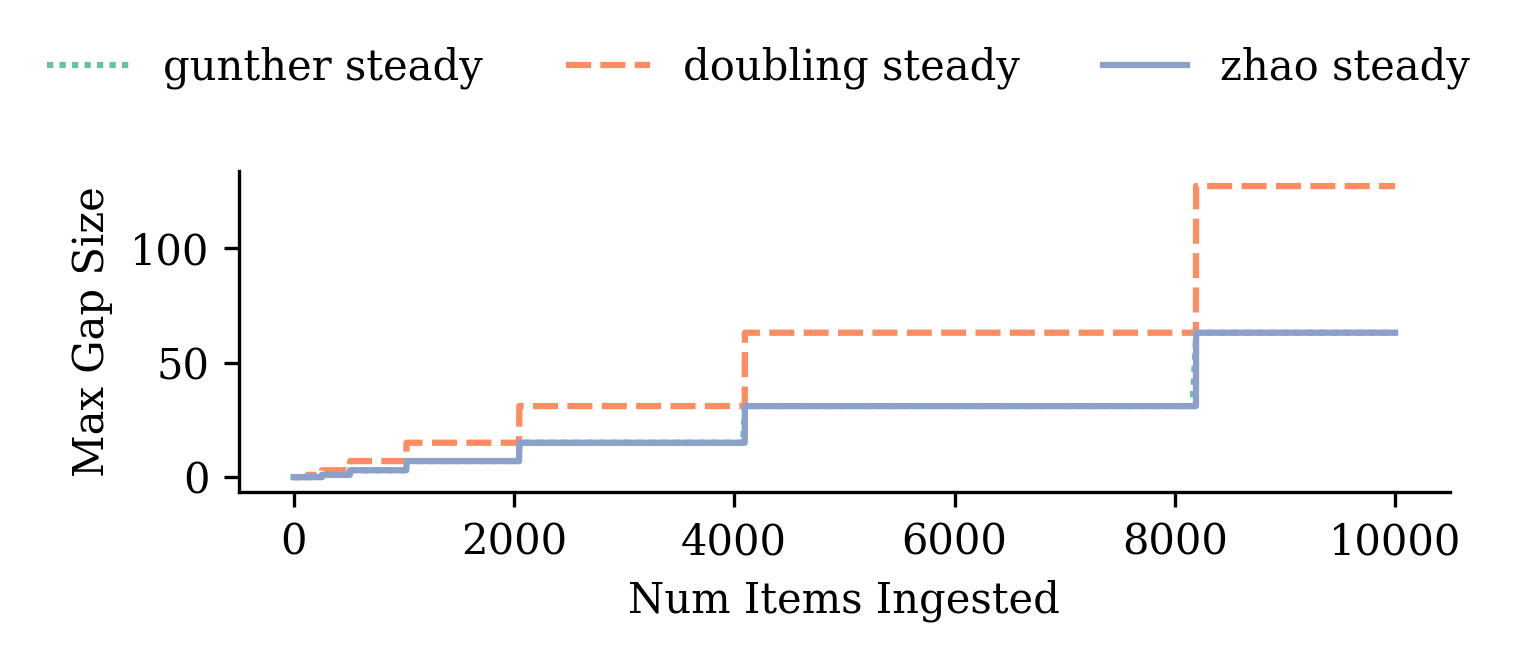 gunther steady doubling steady zhao steady
Max Gap Size
100
50
0
0 2000 4000 6000 8000 10000
Num Items Ingested